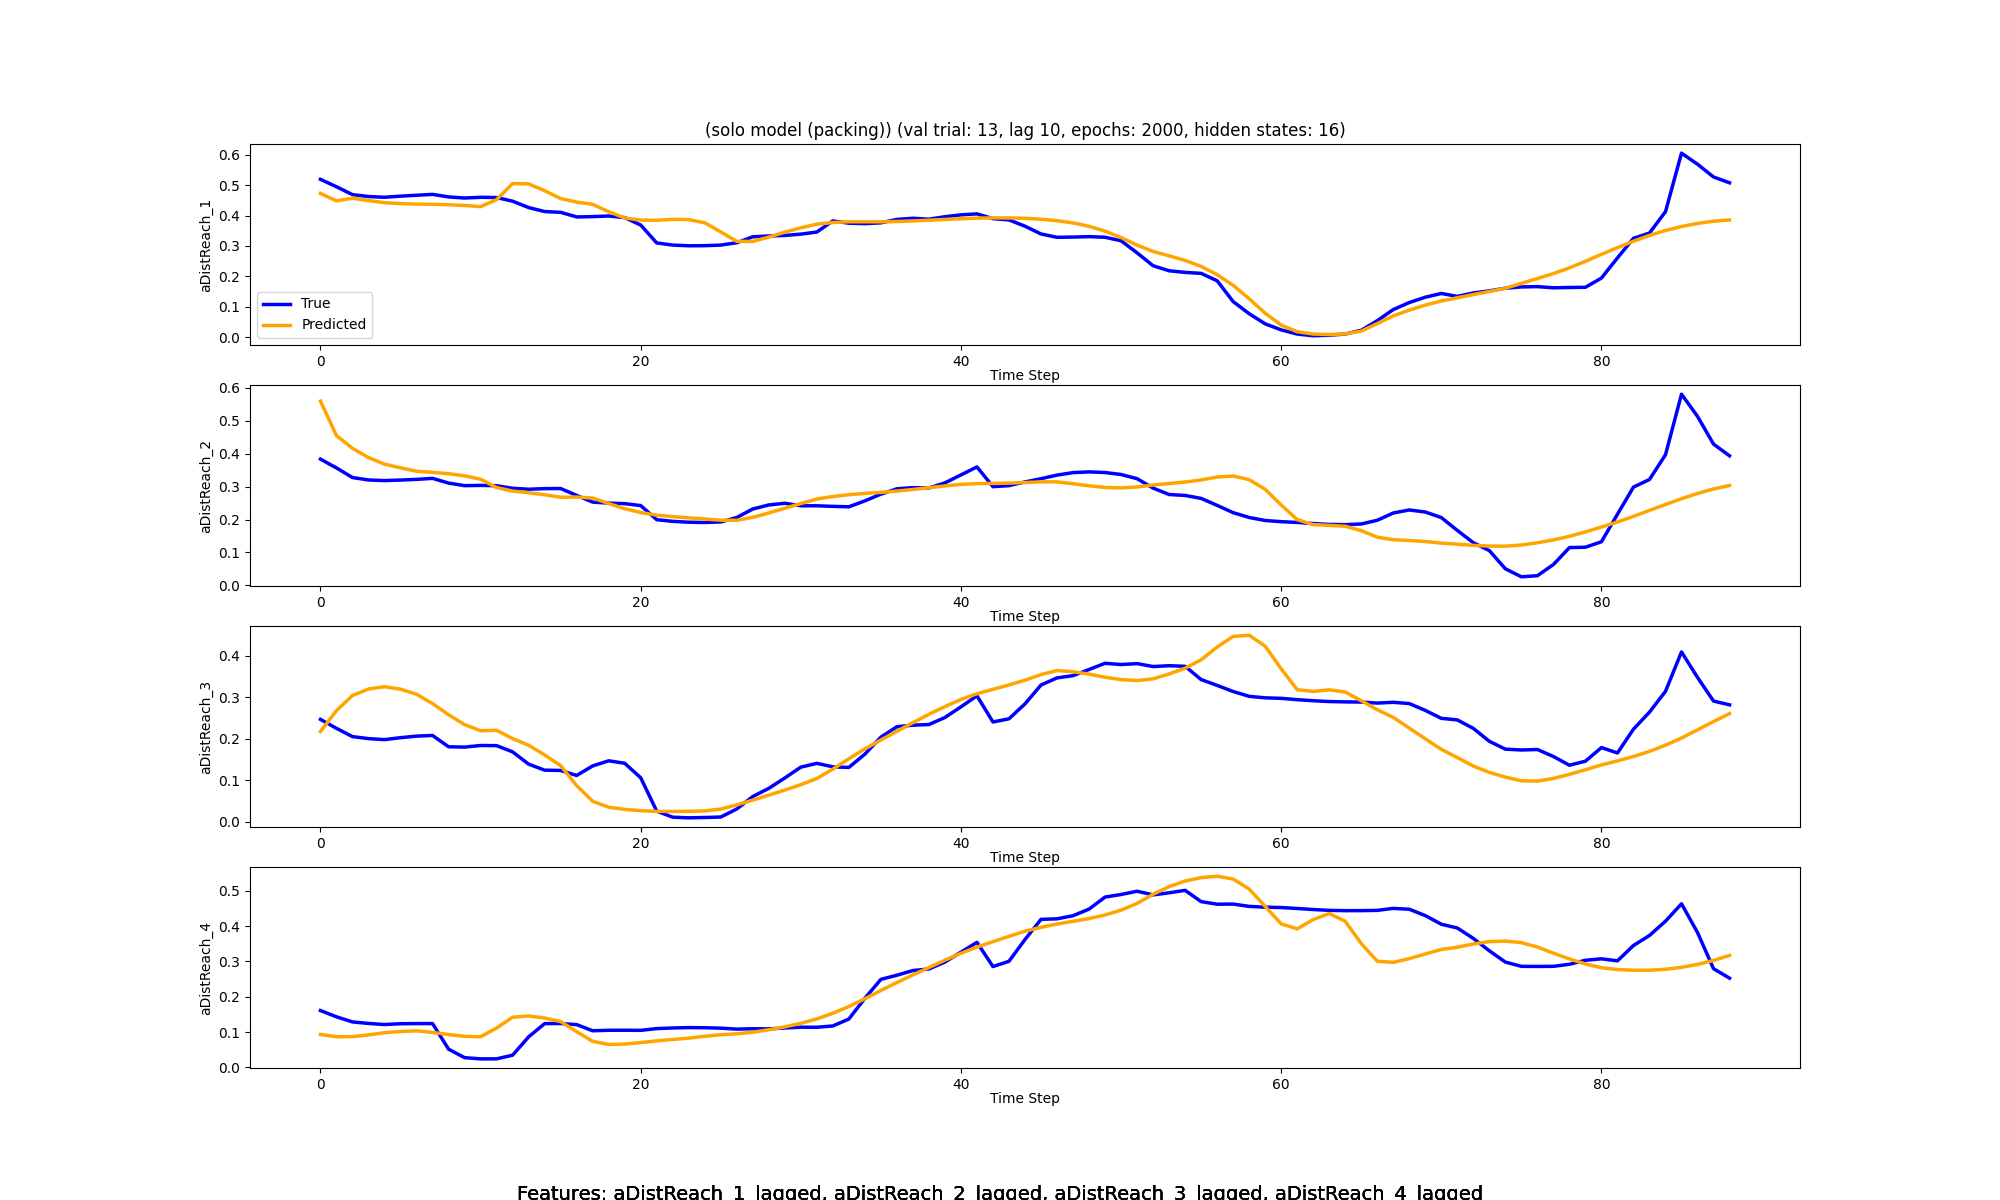 (solo model (packing)) (val trial: 13, lag 10, epochs: 2000, hidden states: 16)
0.6
0.5
0.4
0.3
0.2
0.1
0.0
aDistReach_1
True
Predicted
0 20 40 60 80
Time Step
0.6
0.5
0.4
0.3
0.2
0.1
0.0
aDistReach_2
0 20 40 60 80
Time Step
0.4
0.3
0.2
0.1
0.0
aDistReach_3
0 20 40 60 80
Time Step
0.5
0.4
0.3
0.2
0.1
0.0
aDistReach_4
0 20 40 60 80
Time Step
Features: aDistReach_1_lagged, aDistReach_2_lagged, aDistReach_3_lagged, aDistReach_4_lagged